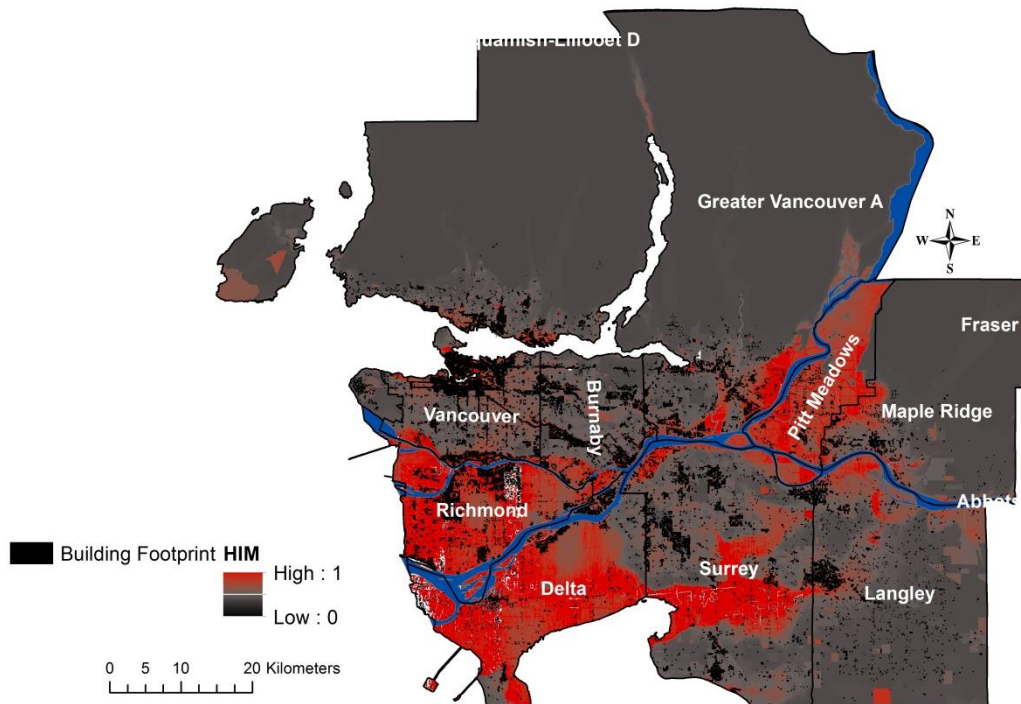 quamish-Lillooet D
Greater Vancouver A
N
W E
S
Fraser
Pitt Meadows
Maple Ridge
Burnaby
Vancouver
Abbots
Richmond
Building Footprint HIM
High : 1
Low : 0
Surrey
Delta
Langley
0 5 10 20 Kilometers